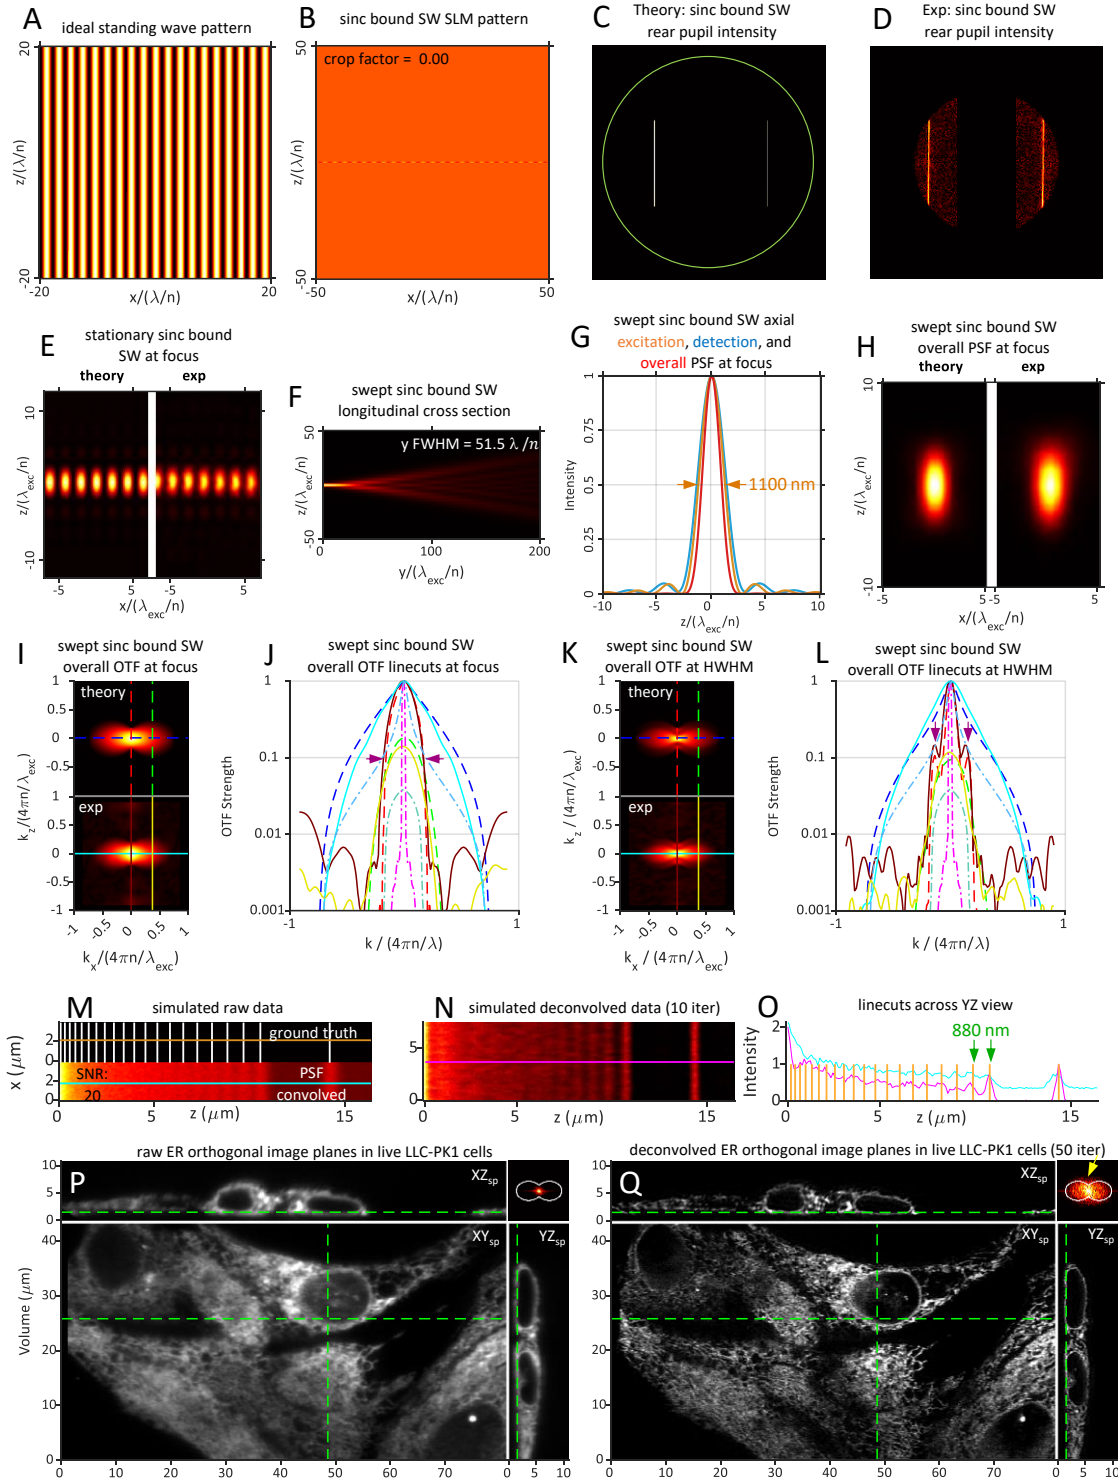 A
ideal standing wave pattern
20
z/(λ/n)
-20
-20
x/(λ/n)
20
B
sinc bound SW SLM pattern
50
crop factor = 0.00
z/(λ/n)
-50
-50
x/(λ/n)
50
C
Theory: sinc bound SW
rear pupil intensity
D
Exp: sinc bound SW
rear pupil intensity
E
stationary sinc bound
SW at focus
theory
exp
10
z/(λexc/n)
-10
-5
5
-5
5
x/(λexc/n)
F
swept sinc bound SW
longitudinal cross section
50
y FWHM = 51.5 λ/n
z/(λexc/n)
50
0
100
200
y/(λexc/n)
G
swept sinc bound SW axial
excitation, detection, and
overall PSF at focus
1
0.75
0.5
0.25
0
Intensity
1100 nm
-10
-5
0
5
10
z/(λexc/n)
H
swept sinc bound SW
overall PSF at focus
theory
exp
10
z/(λexc/n)
-10
-5
5
-5
5
x/(λexc/n)
I
swept sinc bound SW
overall OTF at focus
1
theory
0.5
0
-0.5
1
exp
0.5
0
-0.5
-1
kz/(4πn/λexc)
-1
-0.5
0
0.5
1
kx/(4πn/λexc)
J
swept sinc bound SW
overall OTF linecuts at focus
1
0.1
0.01
0.001
OTF Strength
-1
1
k / (4πn/λ)
K
swept sinc bound SW
overall OTF at HWHM
1
theory
0.5
0
-0.5
1
exp
0.5
0
-0.5
-1
kz / (4πn/λexc)
-1
-0.5
0
0.5
1
kx / (4πn/λexc)
L
swept sinc bound SW
overall OTF linecuts at HWHM
1
0.1
0.01
0.001
OTF Strength
-1
1
k / (4πn/λ)
M
simulated raw data
ground truth
2
0
SNR:
PSF
2
20
convolved
0
x (μm)
5
15
z (μm)
N
simulated deconvolved data (10 iter)
5
0
0
5
15
z (μm)
O
linecuts across YZ view
2
1
0
Intensity
880 nm
0
5
15
z (μm)
raw ER orthogonal image planes in live LLC-PK1 cells
P
XZsp
10
5
0
XYsp
YZsp
40
30
20
10
0
Volume (μm)
0
10
20
30
40
50
60
70
0
5
10
deconvolved ER orthogonal image planes in live LLC-PK1 cells (50 iter)
Q
XZsp
10
5
0
XYsp
YZsp
40
30
20
10
0
0
10
20
30
40
50
60
70
0
5
10